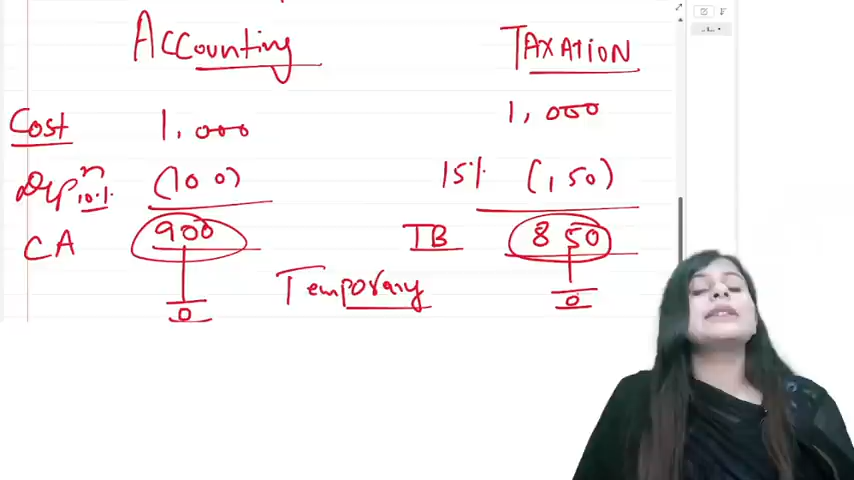 Accounting TAXATION
Cost 1,000 1,000
Depn 10% (100) 15% (150)
CA 900 TB 850
Temporary
0 0